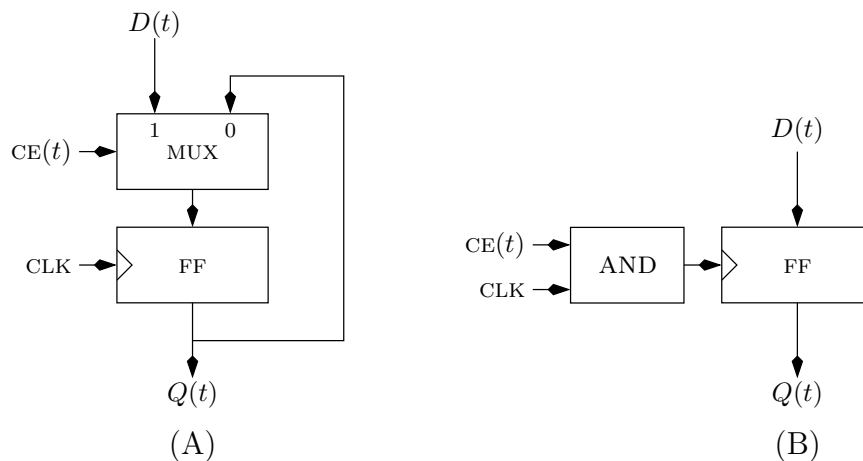 D(t)
1 0
CE(t)
MUX
CLK
FF
Q(t)
(A)
D(t)
CE(t)
CLK
AND
FF
Q(t)
(B)